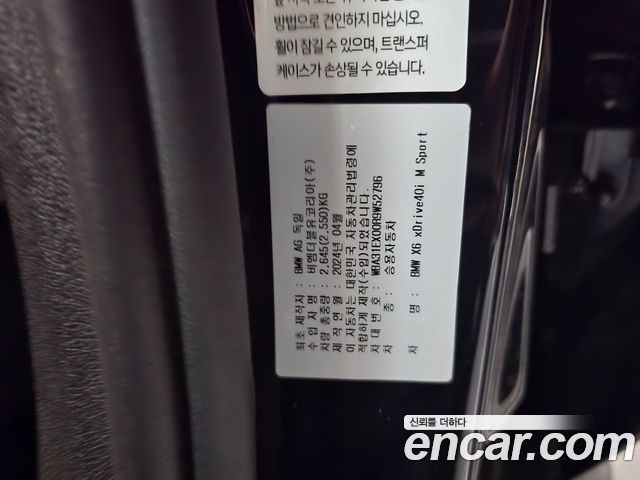 방법으로 견인하지 마십시오.
휠이 잠길 수 있으며, 트랜스퍼
케이스가 손상될 수 있습니다.
최초 제작자 : BMW AG 독일
수 입 자 명 : 비엠더블유코리아(주)
차량 총중량 : 2,645(2,550)KG
제 작 연 월 : 2024년 04월
이 자동차는 대한민국 자동차관리법령에
적합하게 제작(수입)되었습니다.
차 대 번 호 : WBA31EX00R9W52796
차 종 : 승용자동차
차 명 : BMW X6 xDrive40i M Sport
신뢰를 더하다
encar.com